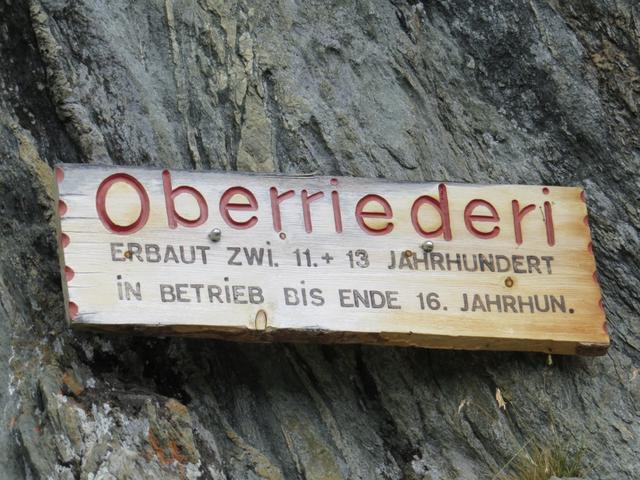 Oberriederi
ERBAUT ZWI. 11.+ 13 JAHRHUNDERT
iN BETRIEB BIS ENDE 16. JAHRHUN.